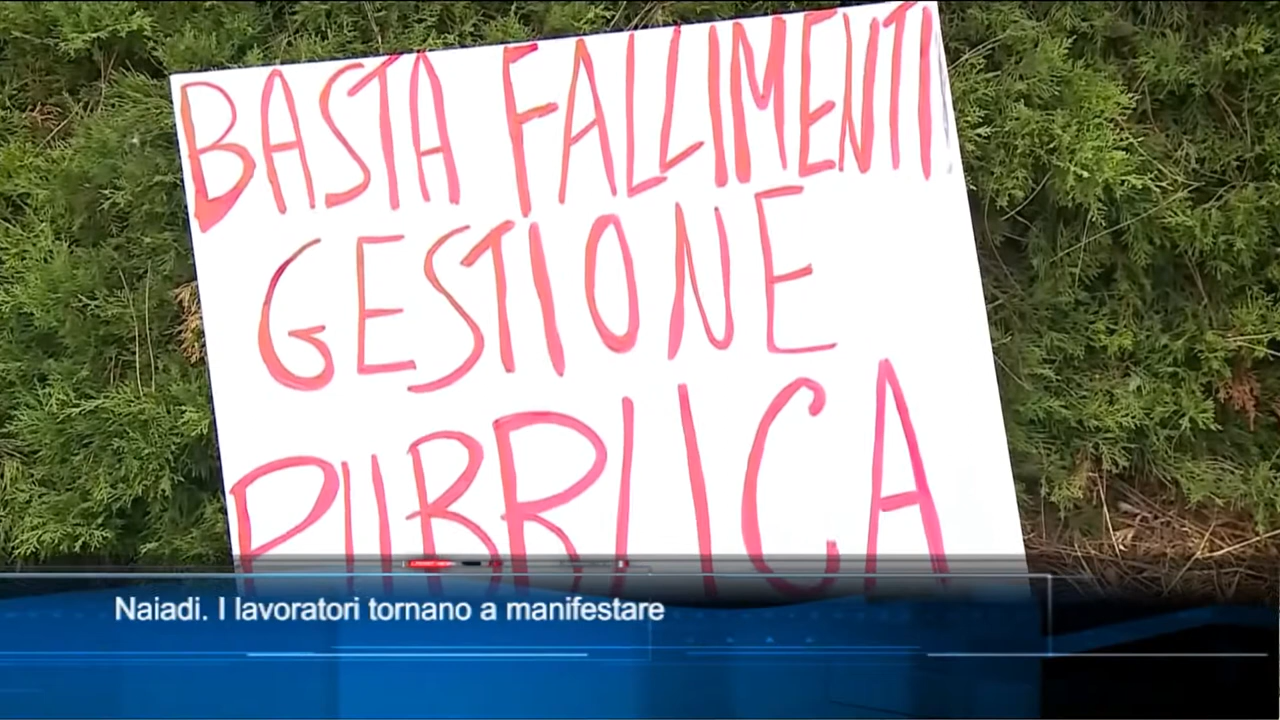 BASTA FALLIMENTI
GESTIONE
PUBBLICA
Naiadi. I lavoratori tornano a manifestare